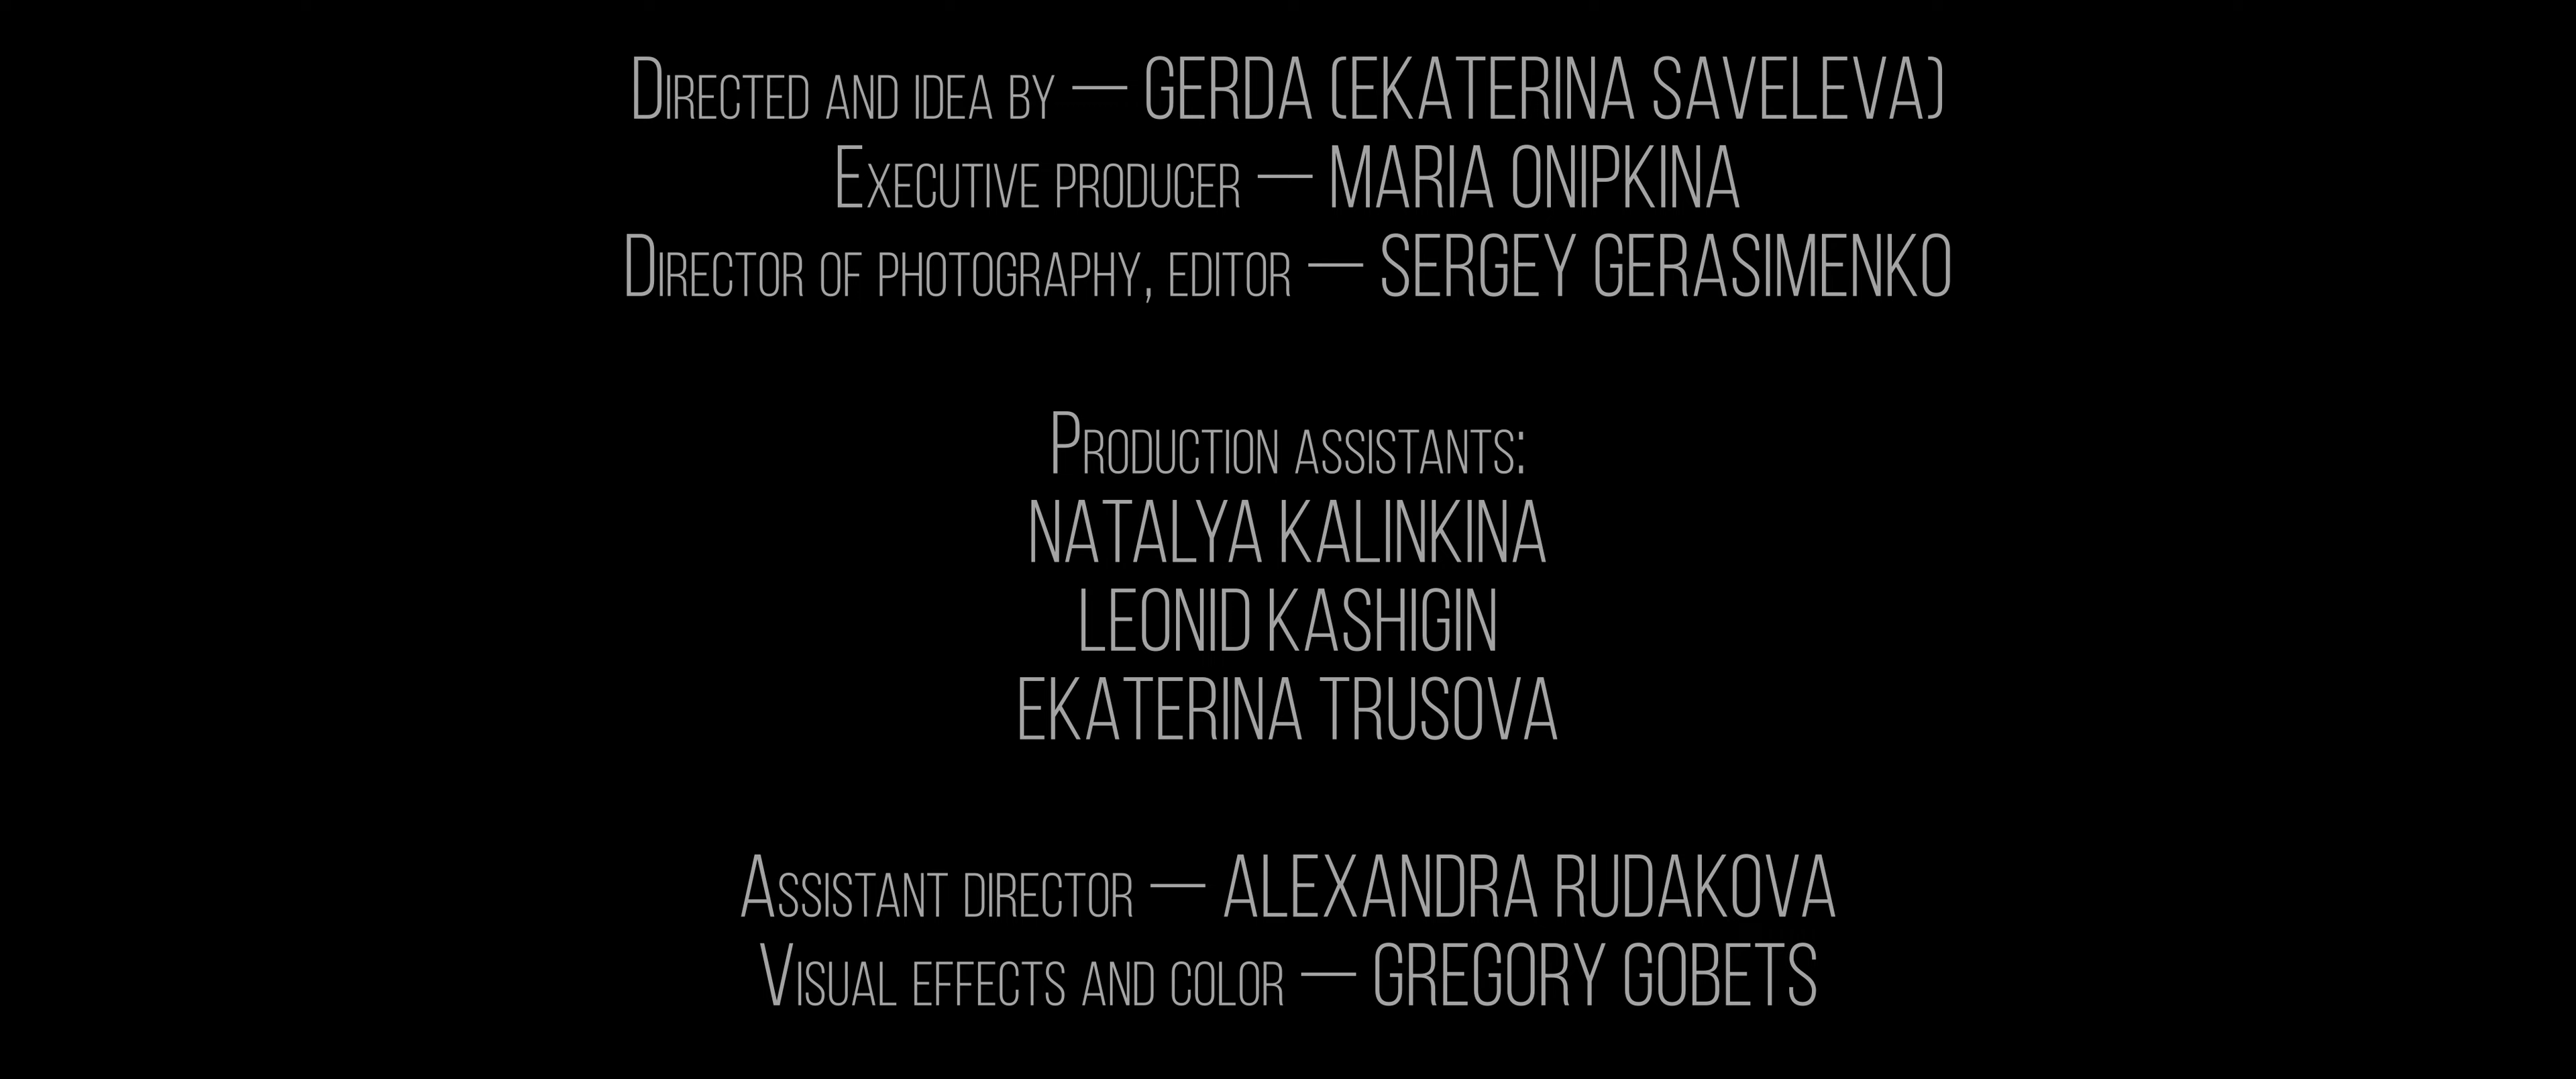 Directed and idea by — GERDA (EKATERINA SAVELEVA)
Executive producer — MARIA ONIPKINA
Director of photography, editor — SERGEY GERASIMENKO
Production assistants:
NATALYA KALINKINA
LEONID KASHIGIN
EKATERINA TRUSOVA
Assistant director — ALEXANDRA RUDAKOVA
Visual effects and color — GREGORY GOBETS